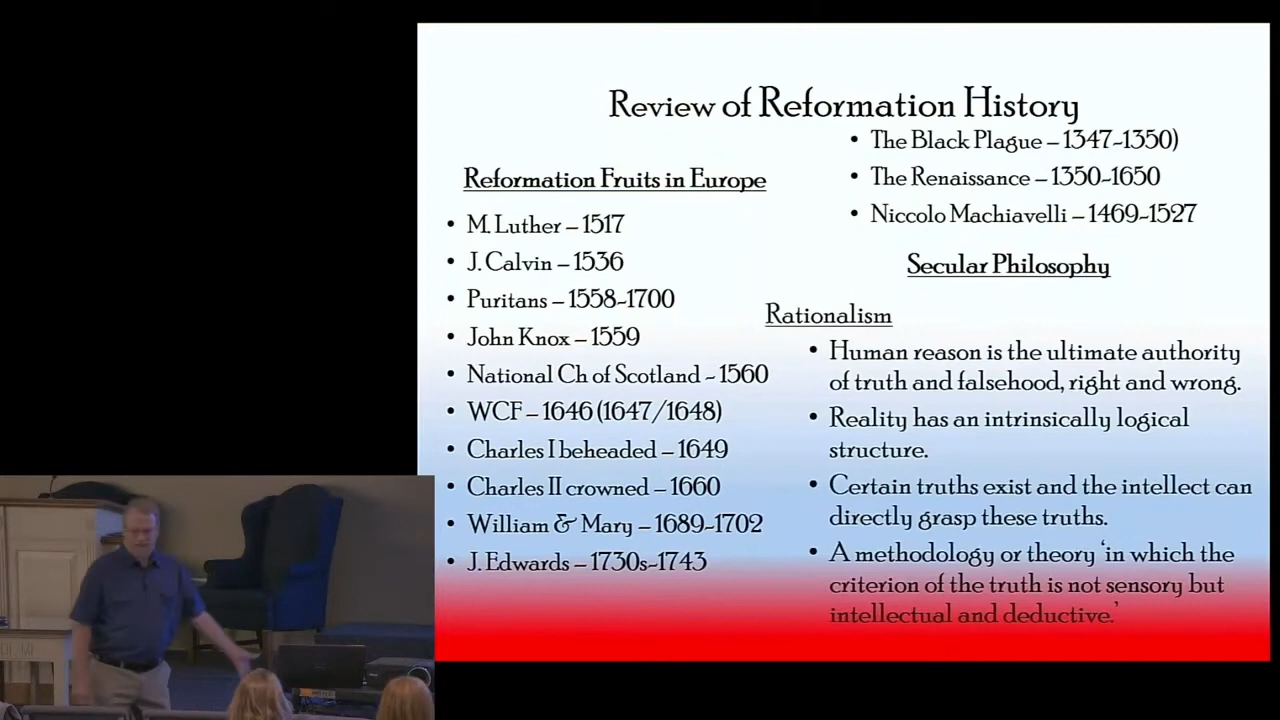 Review of Reformation History
Reformation Fruits in Europe
• M. Luther – 1517
• J. Calvin – 1536
• Puritans – 1558-1700
• John Knox – 1559
• National Ch of Scotland - 1560
• WCF – 1646 (1647/1648)
• Charles I beheaded – 1649
• Charles II crowned – 1660
• William & Mary – 1689-1702
• J. Edwards – 1730s-1743
• The Black Plague – 1347-1350)
• The Renaissance – 1350-1650
• Niccolo Machiavelli – 1469-1527
Secular Philosophy
Rationalism
• Human reason is the ultimate authority
of truth and falsehood, right and wrong.
• Reality has an intrinsically logical
structure.
• Certain truths exist and the intellect can
directly grasp these truths.
• A methodology or theory 'in which the
criterion of the truth is not sensory but
intellectual and deductive.'